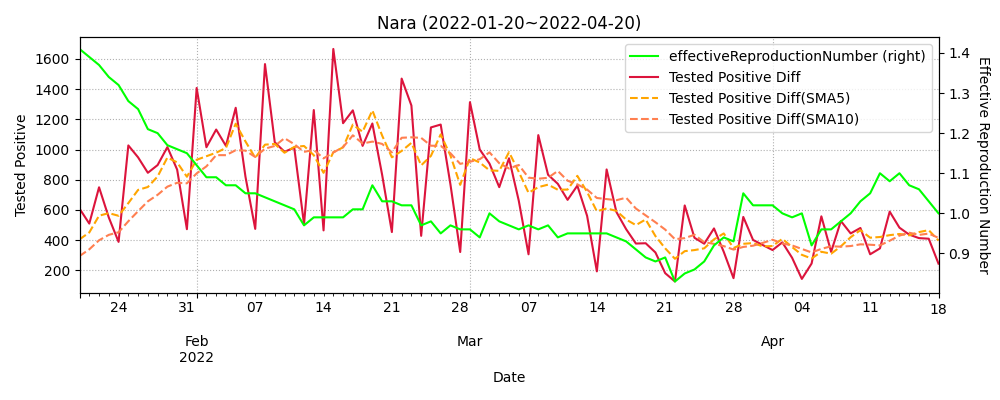 Nara (2022-01-20~2022-04-20)
effectiveReproductionNumber (right)
Tested Positive Diff
Tested Positive Diff(SMA5)
Tested Positive Diff(SMA10)
Tested Positive
1600
1400
1200
1000
800
600
400
200
1.4
1.3
1.2
1.1
1.0
0.9
Effective Reproduction Number
24 31 07 14 21 28 07 14 21 28 04 11 18
Feb Mar Apr
2022
Date